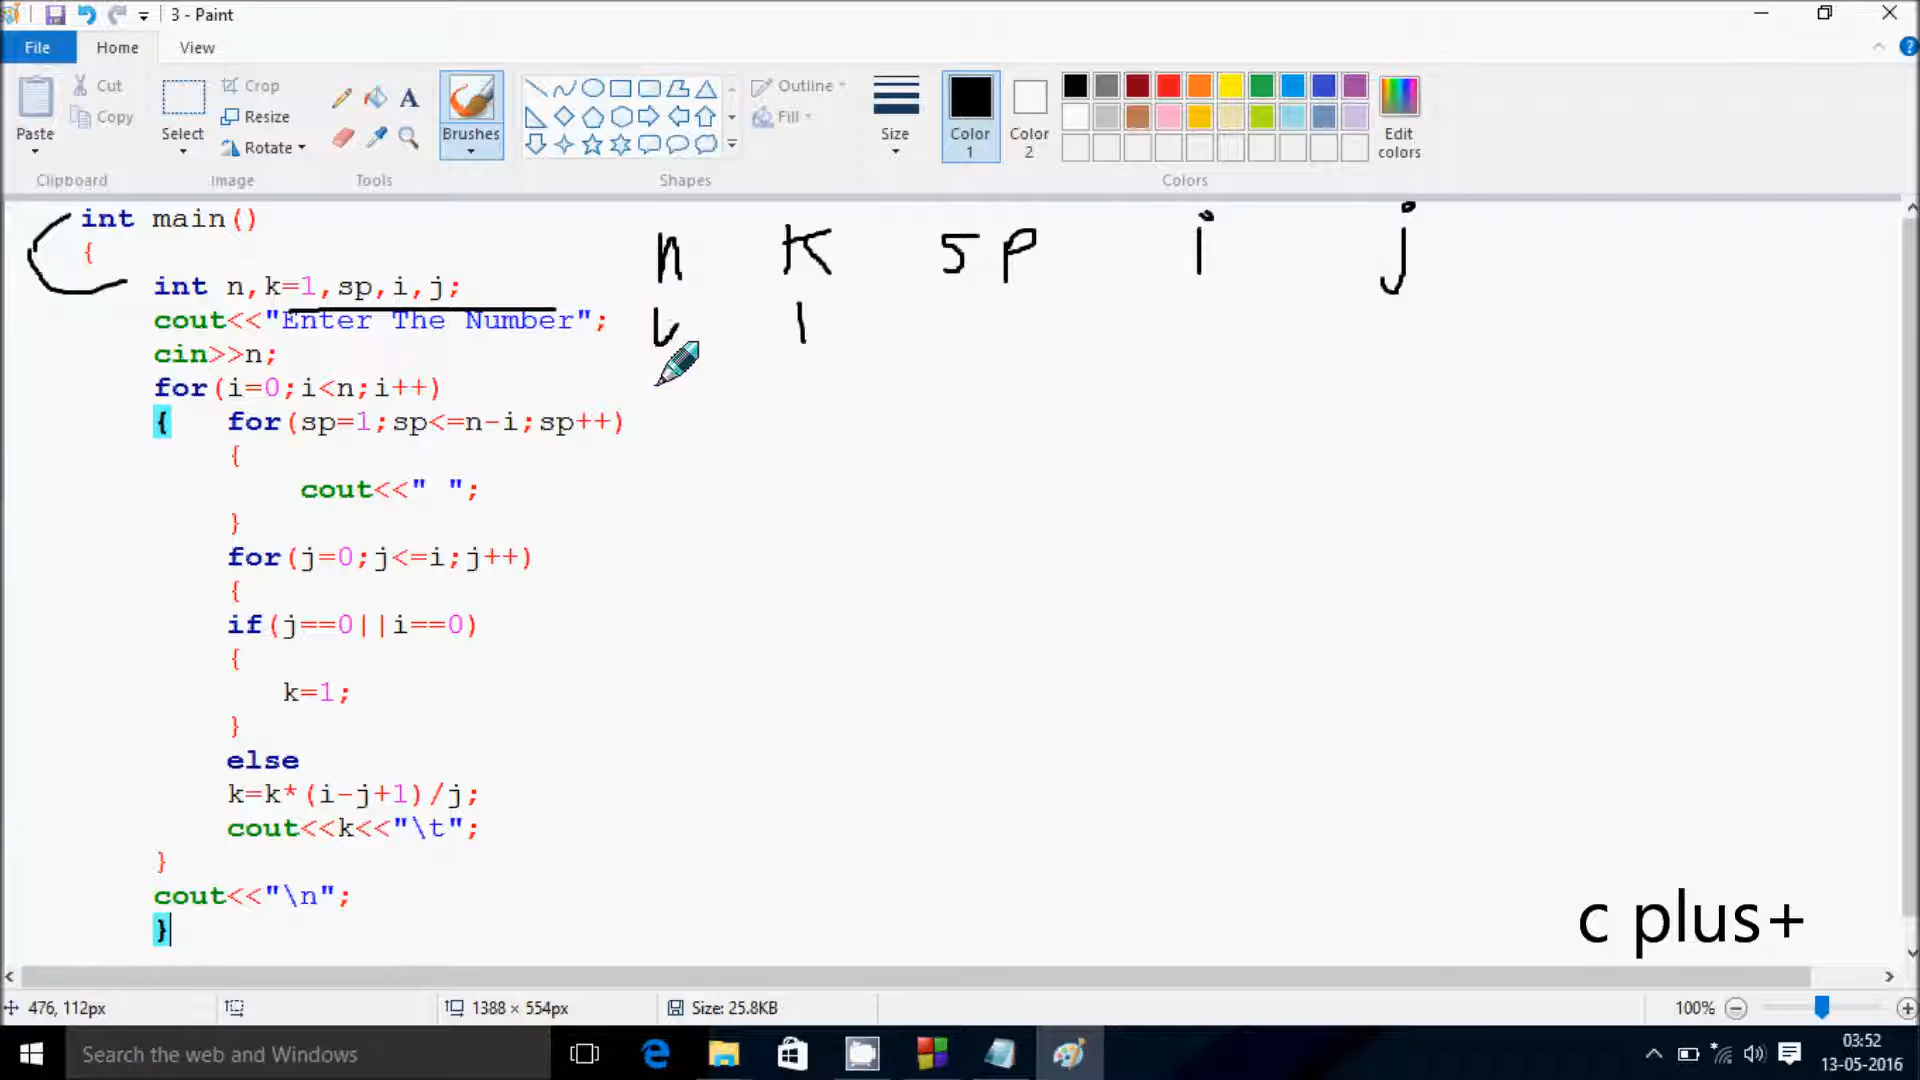 3 - Paint
File Home View
Paste
Cut
Copy
Clipboard
Select
Crop
Resize
Rotate
Image
A
Tools
Brushes
Outline
Fill
Shapes
Size
Color 1
Color 2
Edit colors
Colors
int main()
{
int n,k=1,sp,i,j;
cout<<"Enter The Number";
cin>>n;
for(i=0;i<n;i++)
{ for(sp=1;sp<=n-i;sp++)
{
cout<<" ";
}
for(j=0;j<=i;j++)
{
if(j==0||i==0)
{
k=1;
}
else
k=k*(i-j+1)/j;
cout<<k<<"\t";
}
cout<<"\n";
}
n K SP i j
1
c plus+
476, 112px
1388 × 554px
Size: 25.8KB
100%
Search the web and Windows
03:52
13-05-2016